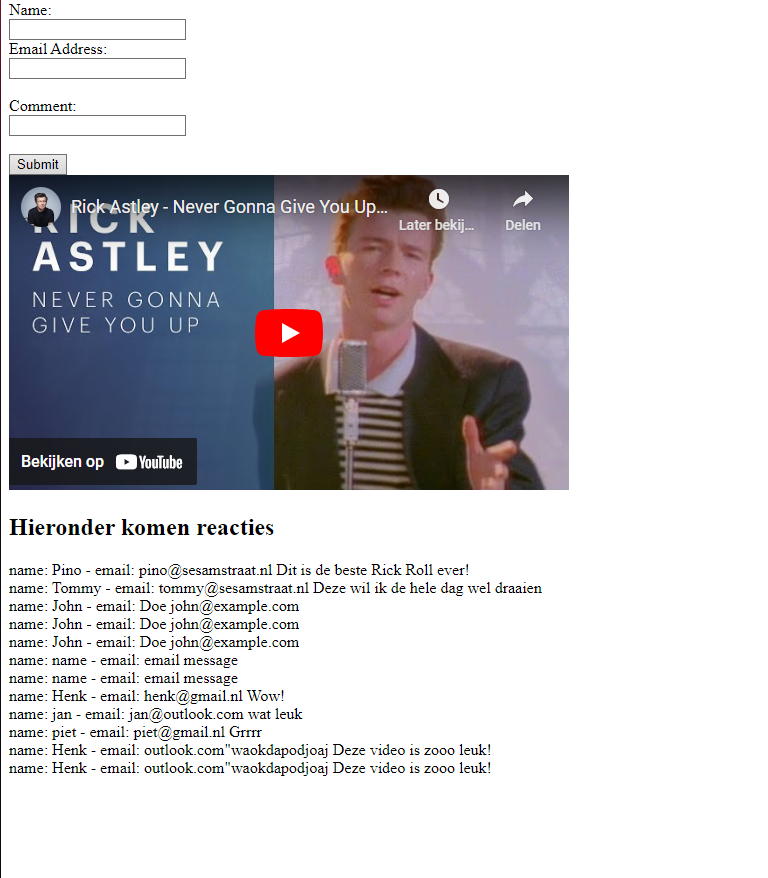 Name:
Email Address:
Comment:
Submit
Rick Astley - Never Gonna Give You Up...
Later bekij...
Delen
RICK
ASTLEY
NEVER GONNA
GIVE YOU UP
Bekijken op YouTube
Hieronder komen reacties
name: Pino - email: pino@sesamstraat.nl Dit is de beste Rick Roll ever!
name: Tommy - email: tommy@sesamstraat.nl Deze wil ik de hele dag wel draaien
name: John - email: Doe john@example.com
name: John - email: Doe john@example.com
name: John - email: Doe john@example.com
name: name - email: email message
name: name - email: email message
name: Henk - email: henk@gmail.nl Wow!
name: jan - email: jan@outlook.com wat leuk
name: piet - email: piet@gmail.nl Grrrr
name: Henk - email: outlook.com"waokdapodjoaj Deze video is zooo leuk!
name: Henk - email: outlook.com"waokdapodjoaj Deze video is zooo leuk!